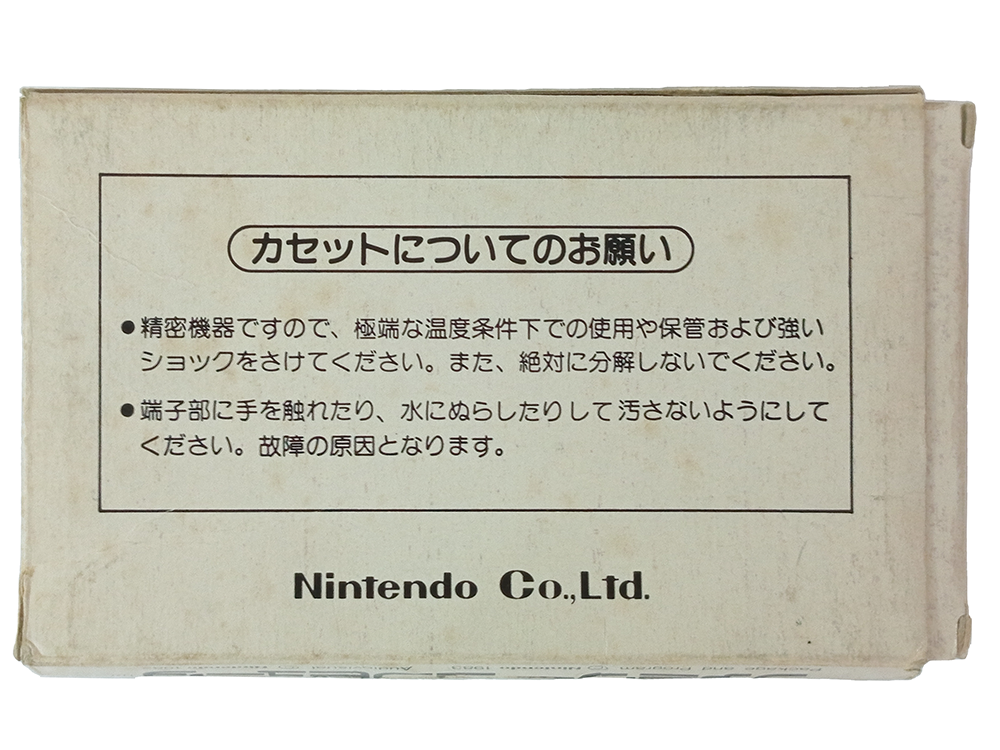 カセットについてのお願い
●精密機器ですので、極端な温度条件下での使用や保管および強い
ショックをさけてください。また、絶対に分解しないでください。
●端子部に手を触れたり、水にぬらしたりして汚さないようにして
ください。故障の原因となります。
Nintendo Co.,Ltd.